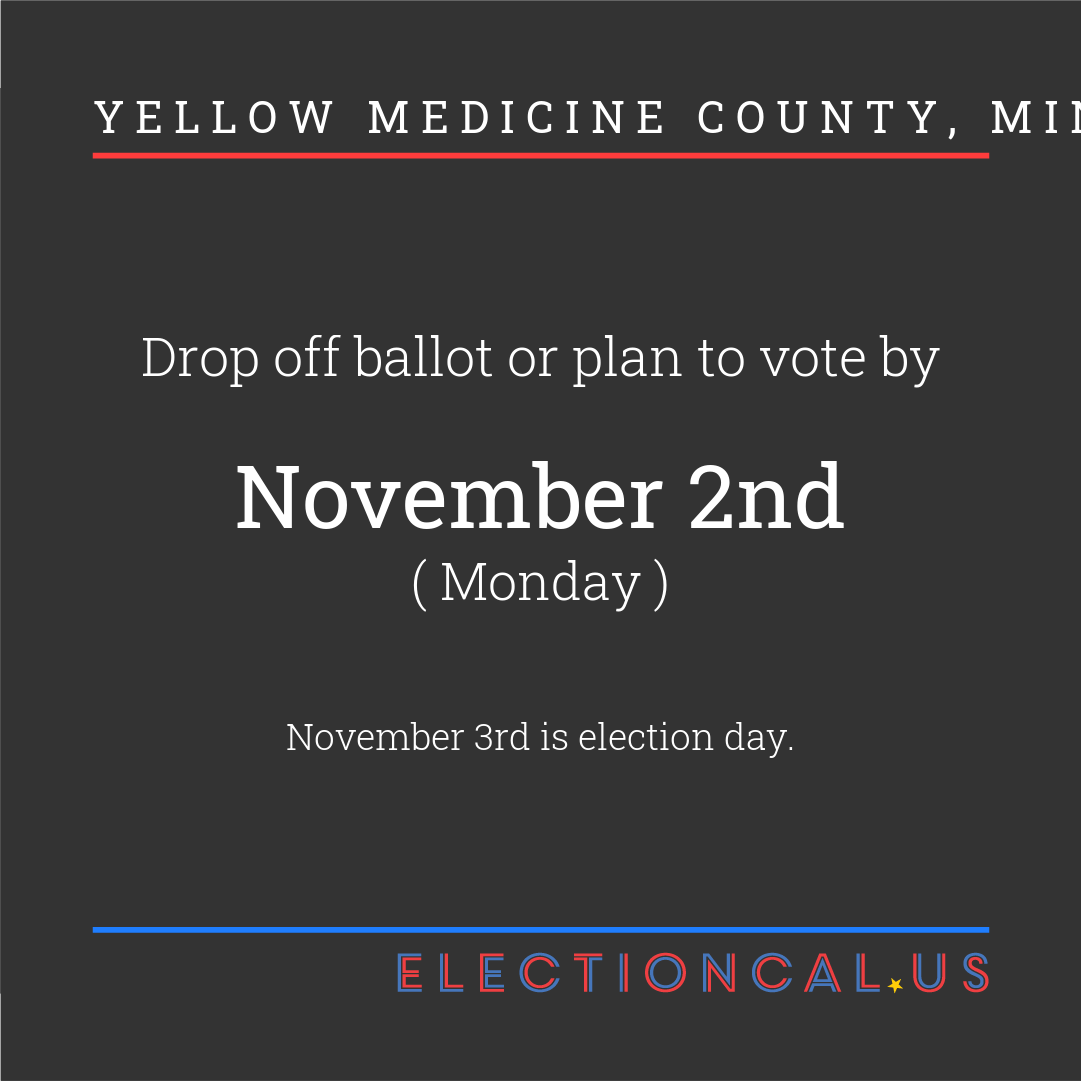 YELLOW MEDICINE COUNTY, MIN
Drop off ballot or plan to vote by
November 2nd
( Monday )
November 3rd is election day.
ELECTIONCAL.US